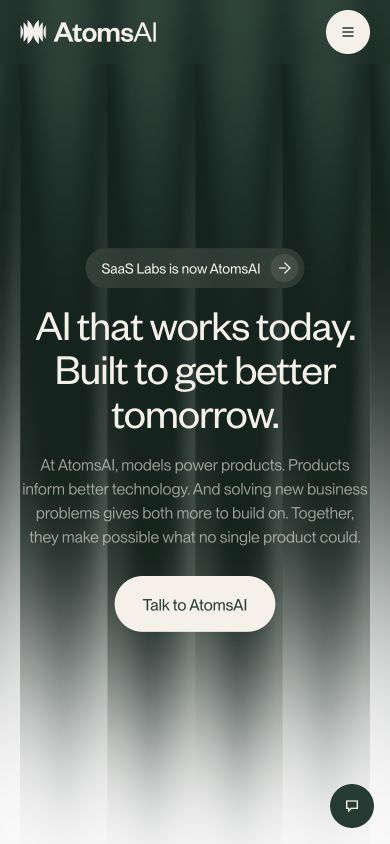 AtomsAI
SaaS Labs is now AtomsAI
AI that works today.
Built to get better
tomorrow.
At AtomsAI, models power products. Products
inform better technology. And solving new business
problems gives both more to build on. Together,
they make possible what no single product could.
Talk to AtomsAI